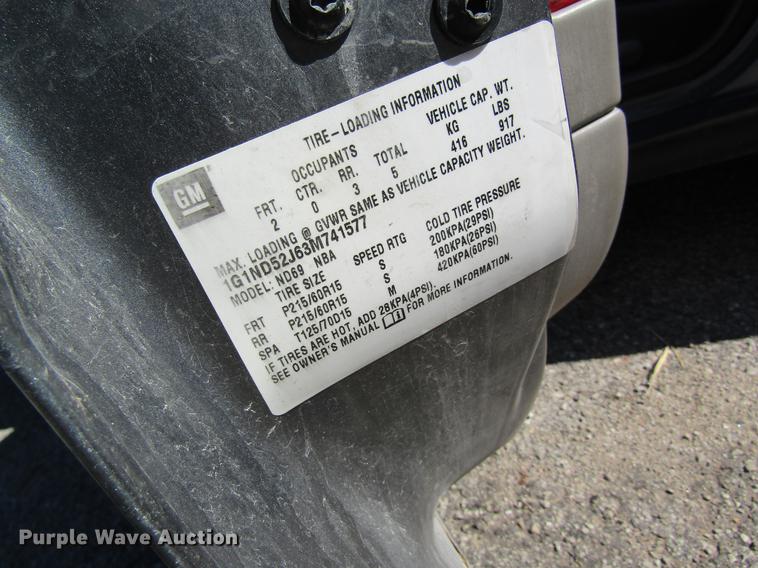 GM
TIRE-LOADING INFORMATION
OCCUPANTS VEHICLE CAP. WT.
FRT. CTR. RR. TOTAL KG LBS
2 0 3 5 416 917
MAX. LOADING @ GVWR SAME AS VEHICLE CAPACITY WEIGHT.
1G1ND52J63M741577
MODEL: ND69 NBA
TIRE SIZE SPEED RTG COLD TIRE PRESSURE
FRT P215/60R15 S 200KPA(29PSI)
RR P215/60R15 S 180KPA(26PSI)
SPA T125/70D15 M 420KPA(60PSI)
IF TIRES ARE HOT, ADD 28KPA(4PSI).
SEE OWNER'S MANUAL FOR MORE INFORMATION.
Purple Wave Auction